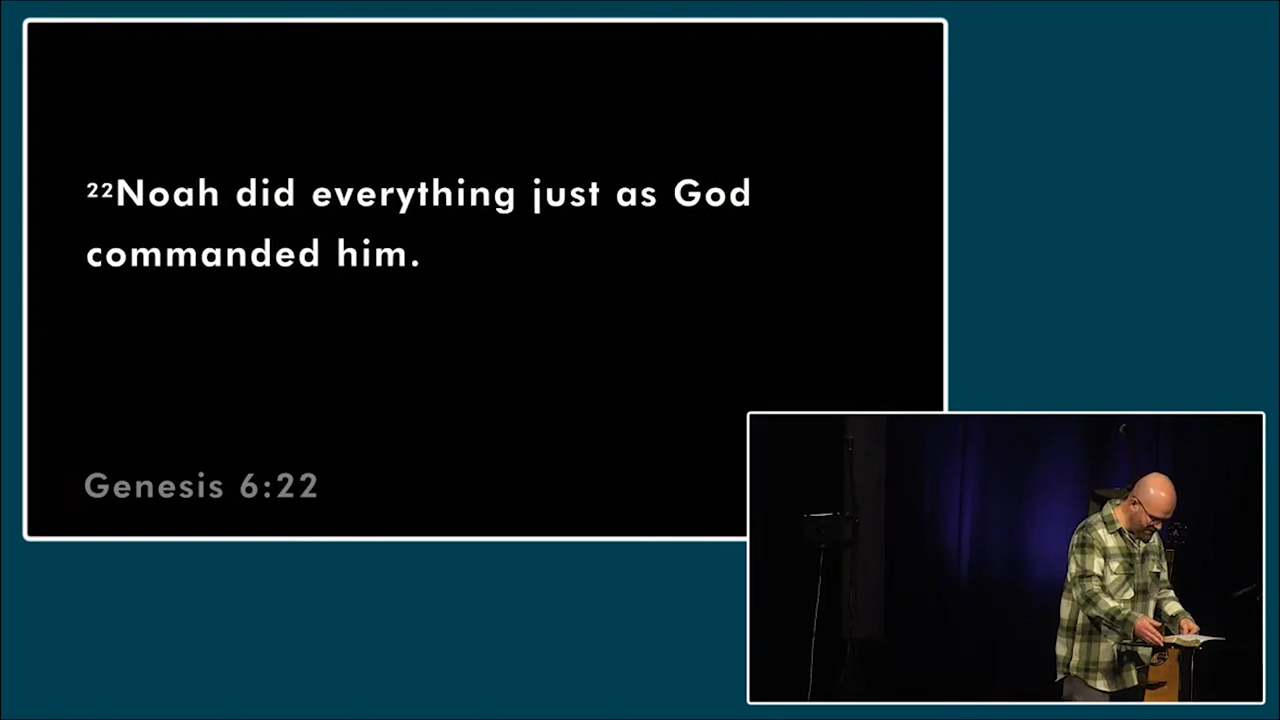 ²²Noah did everything just as God
commanded him.
Genesis 6:22